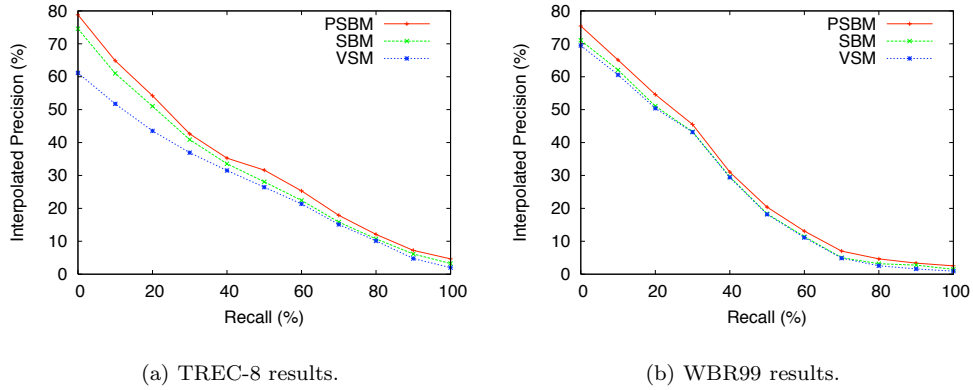 80
70
60
50
40
30
20
10
0
Interpolated Precision (%)
PSBM
SBM
VSM
0 20 40 60 80 100
Recall (%)
(a) TREC-8 results.
80
70
60
50
40
30
20
10
0
Interpolated Precision (%)
PSBM
SBM
VSM
0 20 40 60 80 100
Recall (%)
(b) WBR99 results.